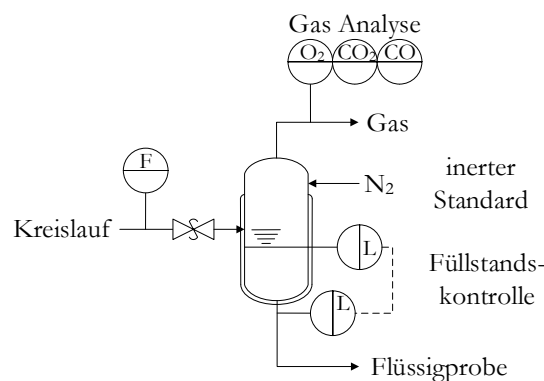 Gas Analyse
O₂ CO₂ CO
Gas
F
N₂
inerter
Standard
Kreislauf
L
Füllstands-
kontrolle
L
Flüssigprobe